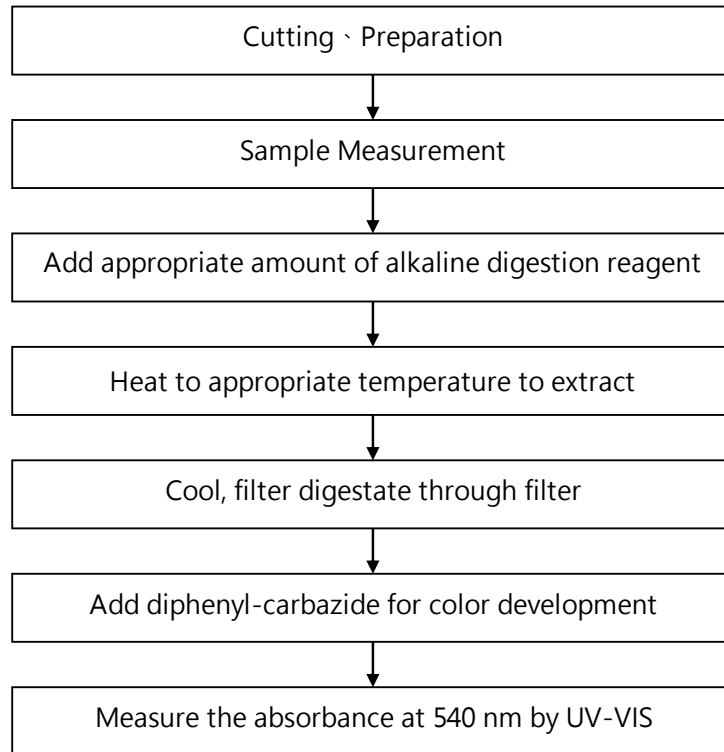 Cutting、Preparation
Sample Measurement
Add appropriate amount of alkaline digestion reagent
Heat to appropriate temperature to extract
Cool, filter digestate through filter
Add diphenyl-carbazide for color development
Measure the absorbance at 540 nm by UV-VIS